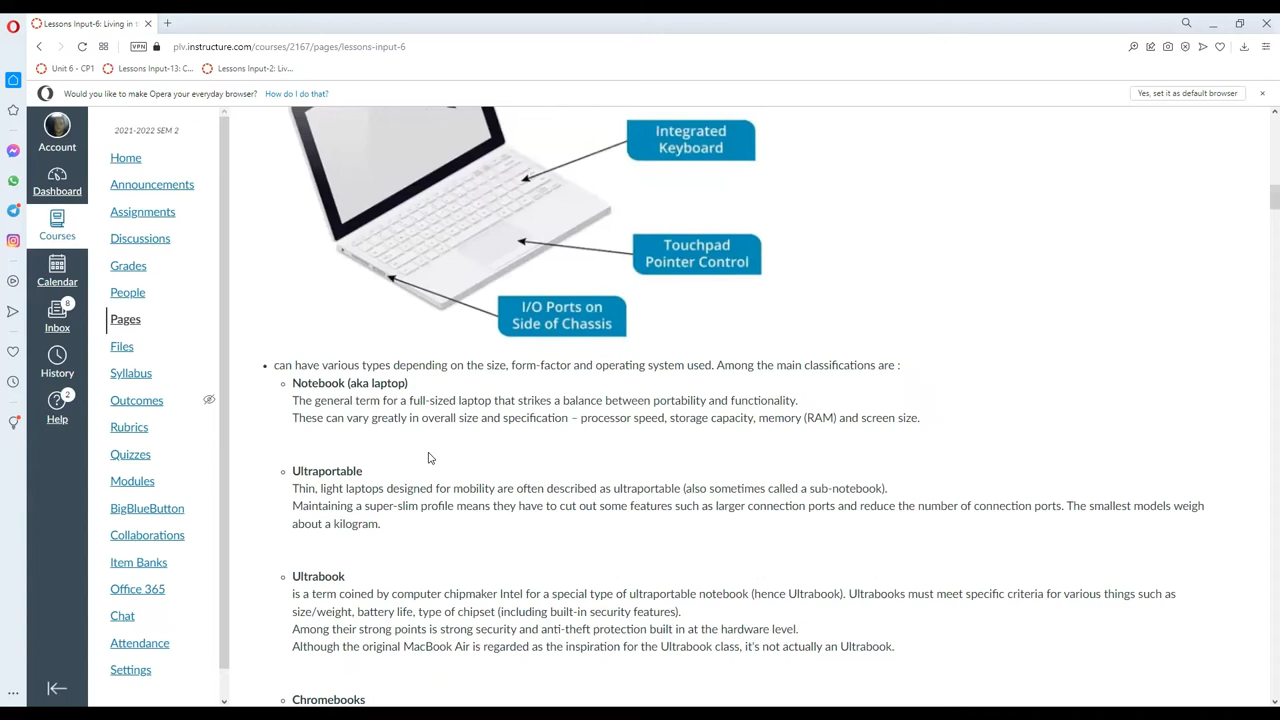 Lessons Input-6: Living in t
VPN
plv.instructure.com/courses/2167/pages/lessons-input-6
Unit 6 - CP1
Lessons Input-13: C...
Lessons Input-2: Liv...
Would you like to make Opera your everyday browser?
How do I do that?
Yes, set it as default browser
Account
Dashboard
Courses
Calendar
8
Inbox
History
2
Help
2021-2022 SEM 2
Home
Announcements
Assignments
Discussions
Grades
People
Pages
Files
Syllabus
Outcomes
Rubrics
Quizzes
Modules
BigBlueButton
Collaborations
Item Banks
Office 365
Chat
Attendance
Settings
Integrated
Keyboard
Touchpad
Pointer Control
I/O Ports on
Side of Chassis
can have various types depending on the size, form-factor and operating system used. Among the main classifications are :
Notebook (aka laptop)
The general term for a full-sized laptop that strikes a balance between portability and functionality.
These can vary greatly in overall size and specification – processor speed, storage capacity, memory (RAM) and screen size.
Ultraportable
Thin, light laptops designed for mobility are often described as ultraportable (also sometimes called a sub-notebook).
Maintaining a super-slim profile means they have to cut out some features such as larger connection ports and reduce the number of connection ports. The smallest models weigh
about a kilogram.
Ultrabook
is a term coined by computer chipmaker Intel for a special type of ultraportable notebook (hence Ultrabook). Ultrabooks must meet specific criteria for various things such as
size/weight, battery life, type of chipset (including built-in security features).
Among their strong points is strong security and anti-theft protection built in at the hardware level.
Although the original MacBook Air is regarded as the inspiration for the Ultrabook class, it's not actually an Ultrabook.
Chromebooks